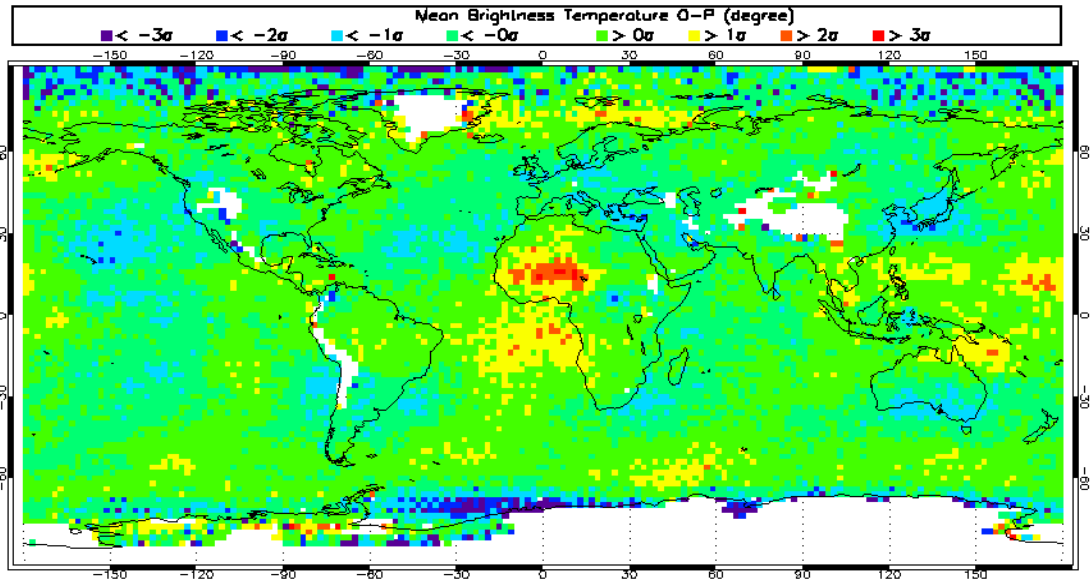 Mean Brightness Temperature O-P (degree)
< -3σ < -2σ < -1σ < -0σ > 0σ > 1σ > 2σ > 3σ
-150 -120 -90 -60 -30 0 30 60 90 120 150
60 60
30 30
0 0
-30 -30
-60 -60
-150 -120 -90 -60 -30 0 30 60 90 120 150